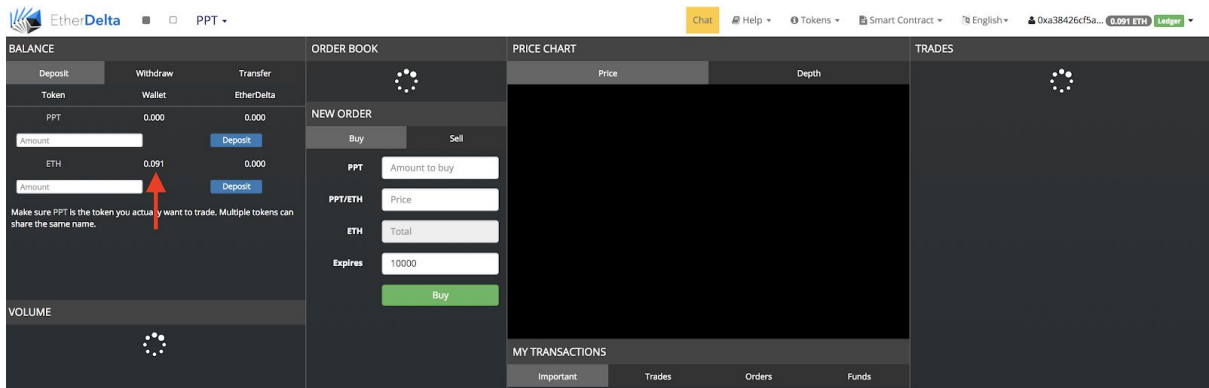 EtherDelta PPT Chat Help Tokens Smart Contract English 0xa38426cf5a... 0.091 ETH Ledger
BALANCE
Deposit Withdraw Transfer
Token Wallet EtherDelta
PPT 0.000 0.000
Amount Deposit
ETH 0.091 0.000
Amount Deposit
Make sure PPT is the token you actually want to trade. Multiple tokens can
share the same name.
VOLUME
ORDER BOOK
NEW ORDER
Buy Sell
PPT Amount to buy
PPT/ETH Price
ETH Total
Expires 10000
Buy
PRICE CHART
Price Depth
MY TRANSACTIONS
Important Trades Orders Funds
TRADES